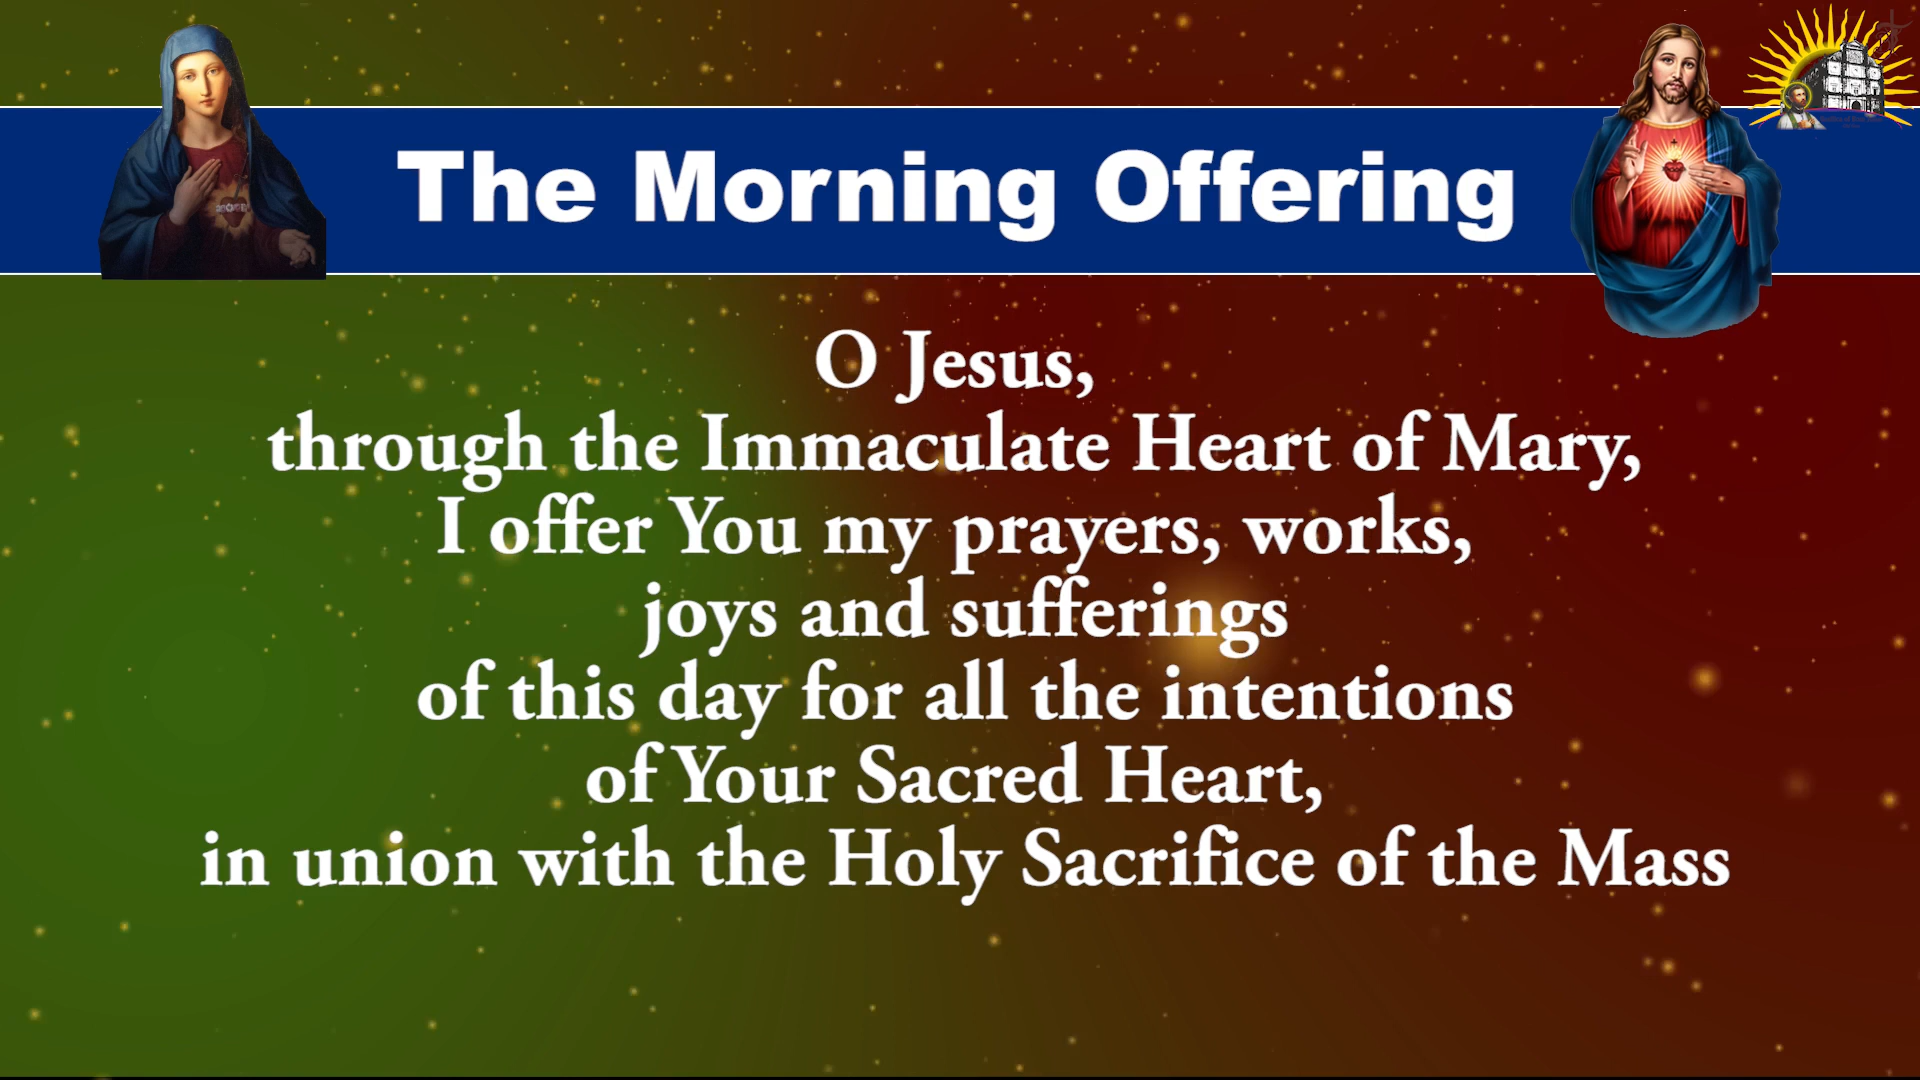 The Morning Offering
O Jesus,
through the Immaculate Heart of Mary,
I offer You my prayers, works,
joys and sufferings
of this day for all the intentions
of Your Sacred Heart,
in union with the Holy Sacrifice of the Mass